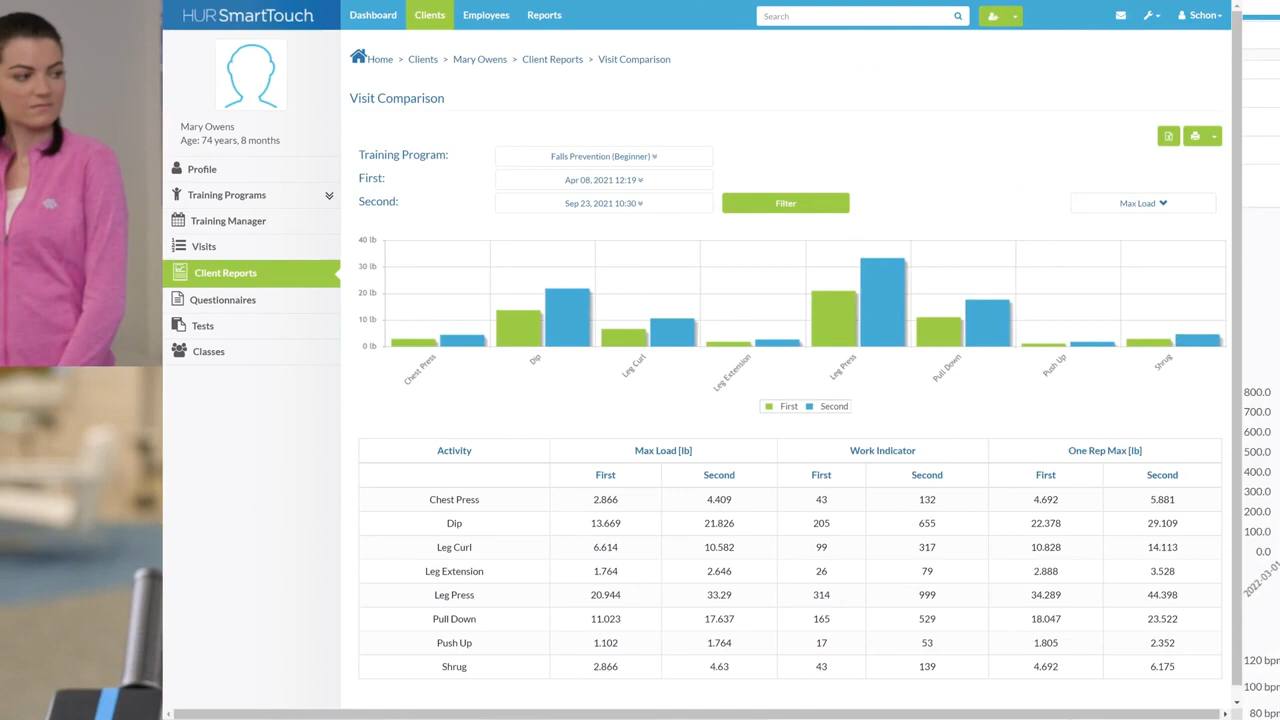 HUR SmartTouch
Dashboard
Clients
Employees
Reports
Search
Schon
Mary Owens
Age: 74 years, 8 months
Profile
Training Programs
Training Manager
Visits
Client Reports
Questionnaires
Tests
Classes
Home > Clients > Mary Owens > Client Reports > Visit Comparison
Visit Comparison
Training Program: Falls Prevention (Beginner)
First: Apr 08, 2021 12:19
Second: Sep 23, 2021 10:30
Filter
Max Load
40 lb
30 lb
20 lb
10 lb
0 lb
Chest Press
Dip
Leg Curl
Leg Extension
Leg Press
Pull Down
Push Up
Shrug
First Second
Activity Max Load [lb] Work Indicator One Rep Max [lb]
First Second First Second First Second
Chest Press 2.866 4.409 43 132 4.692 5.881
Dip 13.669 21.826 205 655 22.378 29.109
Leg Curl 6.614 10.582 99 317 10.828 14.113
Leg Extension 1.764 2.646 26 79 2.888 3.528
Leg Press 20.944 33.29 314 999 34.289 44.398
Pull Down 11.023 17.637 165 529 18.047 23.522
Push Up 1.102 1.764 17 53 1.805 2.352
Shrug 2.866 4.63 43 139 4.692 6.175
800.0
700.0
600.0
500.0
400.0
300.0
200.0
100.0
0.0
2022-03-01
120 bpm
100 bpm
80 bpm